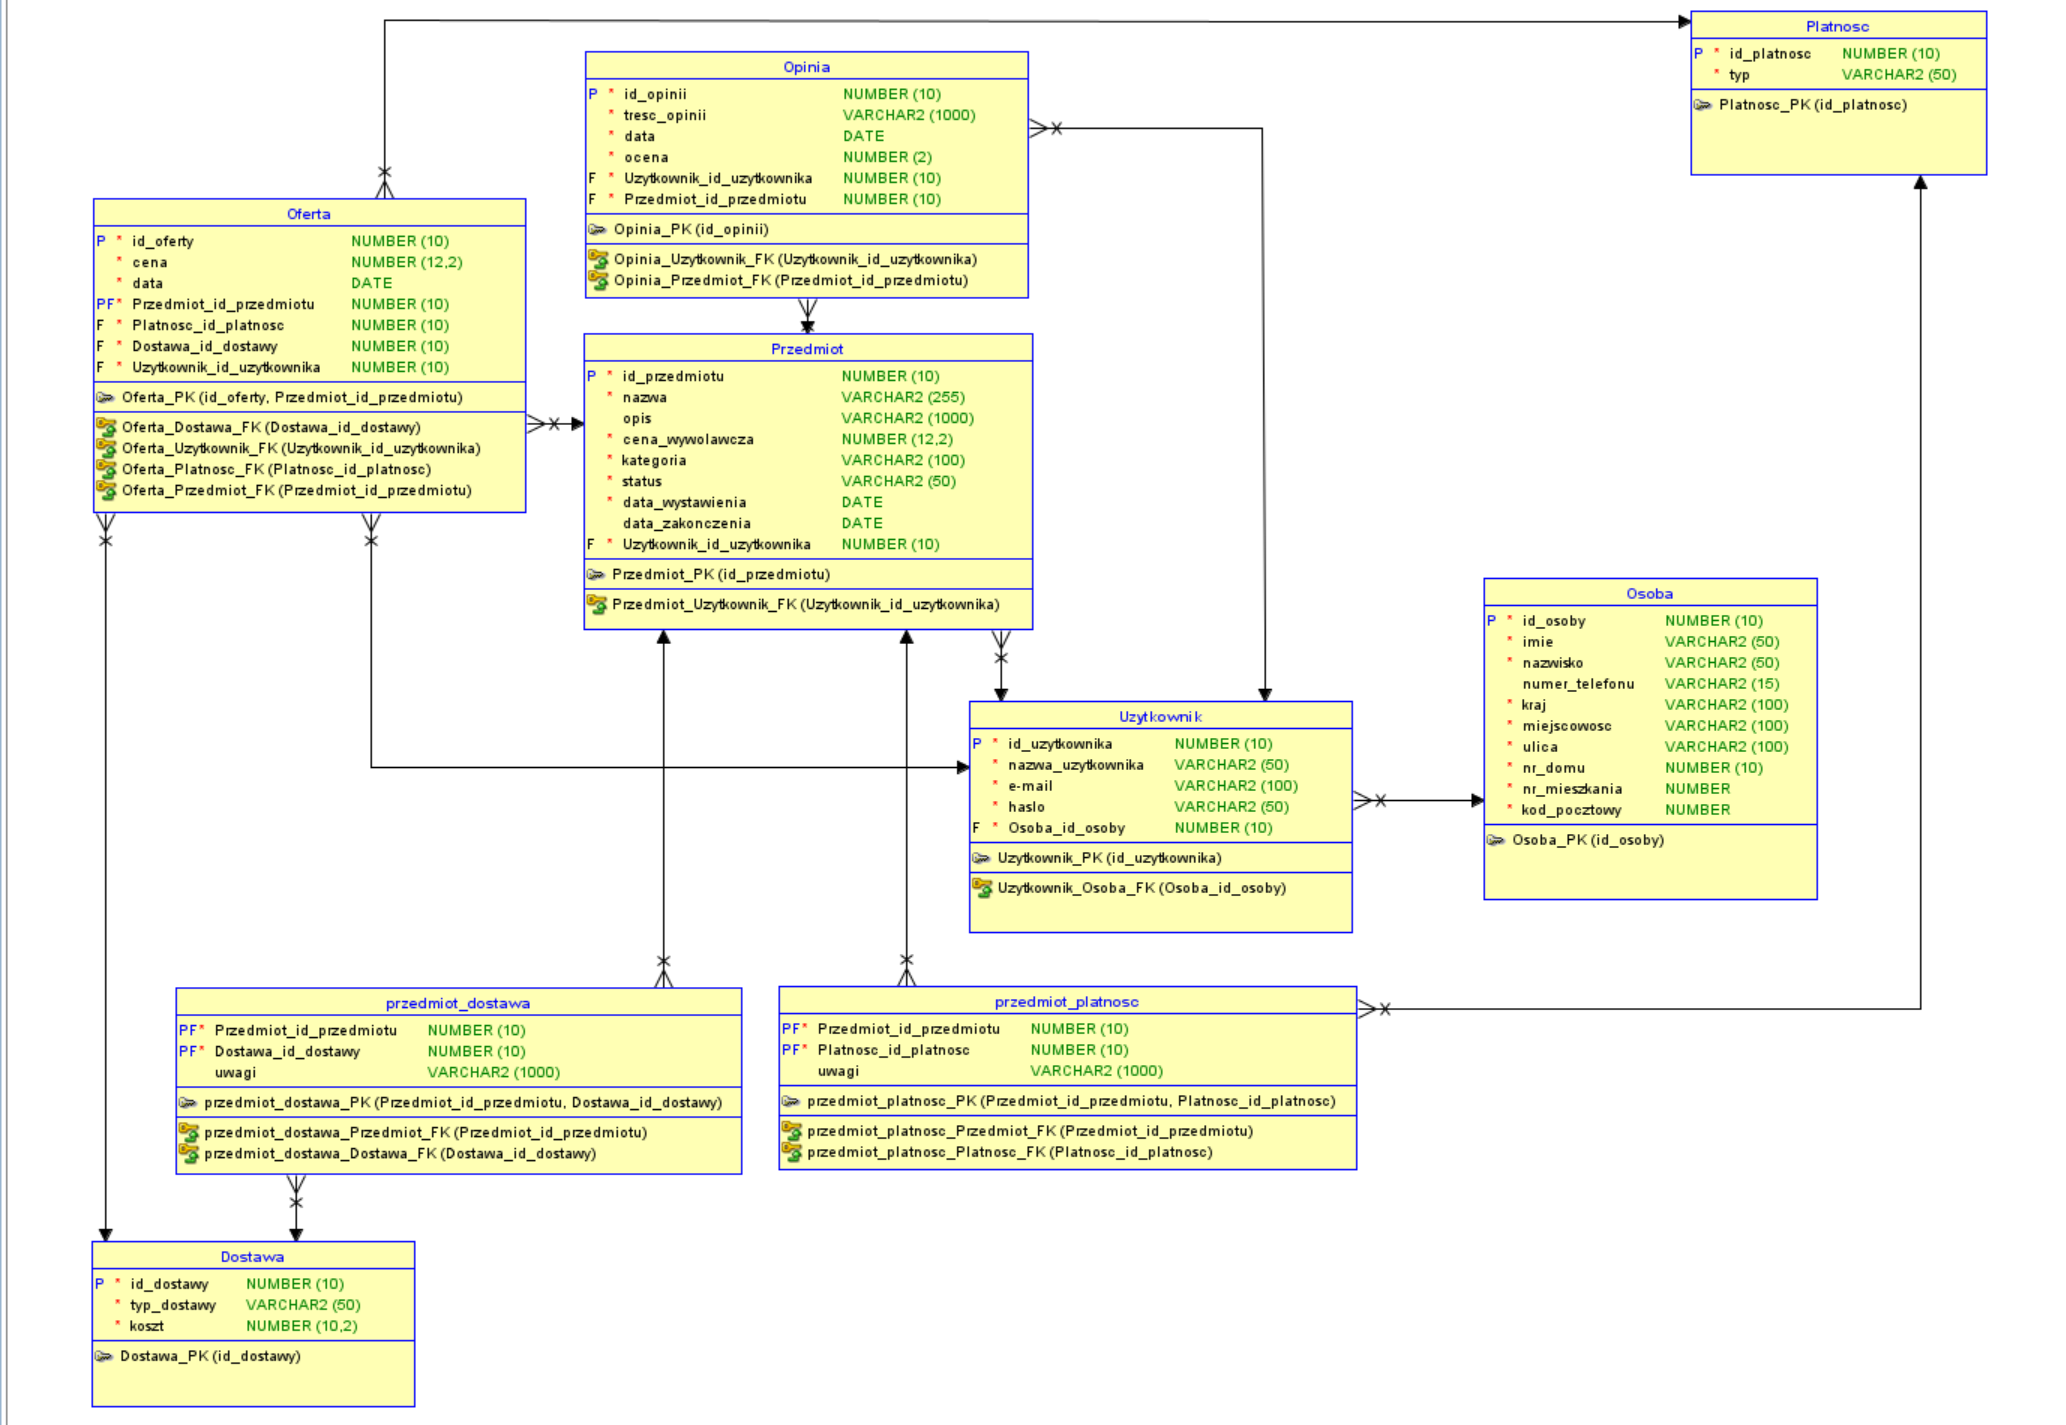 Platnosc
P * id_platnosc NUMBER (10)
* typ VARCHAR2 (50)
Platnosc_PK (id_platnosc)
Opinia
P * id_opinii NUMBER (10)
* tresc_opinii VARCHAR2 (1000)
* data DATE
* ocena NUMBER (2)
F * Uzytkownik_id_uzytkownika NUMBER (10)
F * Przedmiot_id_przedmiotu NUMBER (10)
Opinia_PK (id_opinii)
Opinia_Uzytkownik_FK (Uzytkownik_id_uzytkownika)
Opinia_Przedmiot_FK (Przedmiot_id_przedmiotu)
Oferta
P * id_oferty NUMBER (10)
* cena NUMBER (12,2)
* data DATE
PF* Przedmiot_id_przedmiotu NUMBER (10)
F * Platnosc_id_platnosc NUMBER (10)
F * Dostawa_id_dostawy NUMBER (10)
F * Uzytkownik_id_uzytkownika NUMBER (10)
Oferta_PK (id_oferty, Przedmiot_id_przedmiotu)
Oferta_Dostawa_FK (Dostawa_id_dostawy)
Oferta_Uzytkownik_FK (Uzytkownik_id_uzytkownika)
Oferta_Platnosc_FK (Platnosc_id_platnosc)
Oferta_Przedmiot_FK (Przedmiot_id_przedmiotu)
Przedmiot
P * id_przedmiotu NUMBER (10)
* nazwa VARCHAR2 (255)
opis VARCHAR2 (1000)
* cena_wywolawcza NUMBER (12,2)
* kategoria VARCHAR2 (100)
* status VARCHAR2 (50)
* data_wystawienia DATE
data_zakonczenia DATE
F * Uzytkownik_id_uzytkownika NUMBER (10)
Przedmiot_PK (id_przedmiotu)
Przedmiot_Uzytkownik_FK (Uzytkownik_id_uzytkownika)
Osoba
P * id_osoby NUMBER (10)
* imie VARCHAR2 (50)
* nazwisko VARCHAR2 (50)
numer_telefonu VARCHAR2 (15)
* kraj VARCHAR2 (100)
* miejscowosc VARCHAR2 (100)
* ulica VARCHAR2 (100)
* nr_domu NUMBER (10)
* nr_mieszkania NUMBER
* kod_pocztowy NUMBER
Osoba_PK (id_osoby)
Uzytkownik
P * id_uzytkownika NUMBER (10)
* nazwa_uzytkownika VARCHAR2 (50)
* e-mail VARCHAR2 (100)
* haslo VARCHAR2 (50)
F * Osoba_id_osoby NUMBER (10)
Uzytkownik_PK (id_uzytkownika)
Uzytkownik_Osoba_FK (Osoba_id_osoby)
przedmiot_dostawa
PF* Przedmiot_id_przedmiotu NUMBER (10)
PF* Dostawa_id_dostawy NUMBER (10)
uwagi VARCHAR2 (1000)
przedmiot_dostawa_PK (Przedmiot_id_przedmiotu, Dostawa_id_dostawy)
przedmiot_dostawa_Przedmiot_FK (Przedmiot_id_przedmiotu)
przedmiot_dostawa_Dostawa_FK (Dostawa_id_dostawy)
przedmiot_platnosc
PF* Przedmiot_id_przedmiotu NUMBER (10)
PF* Platnosc_id_platnosc NUMBER (10)
uwagi VARCHAR2 (1000)
przedmiot_platnosc_PK (Przedmiot_id_przedmiotu, Platnosc_id_platnosc)
przedmiot_platnosc_Przedmiot_FK (Przedmiot_id_przedmiotu)
przedmiot_platnosc_Platnosc_FK (Platnosc_id_platnosc)
Dostawa
P * id_dostawy NUMBER (10)
* typ_dostawy VARCHAR2 (50)
* koszt NUMBER (10,2)
Dostawa_PK (id_dostawy)